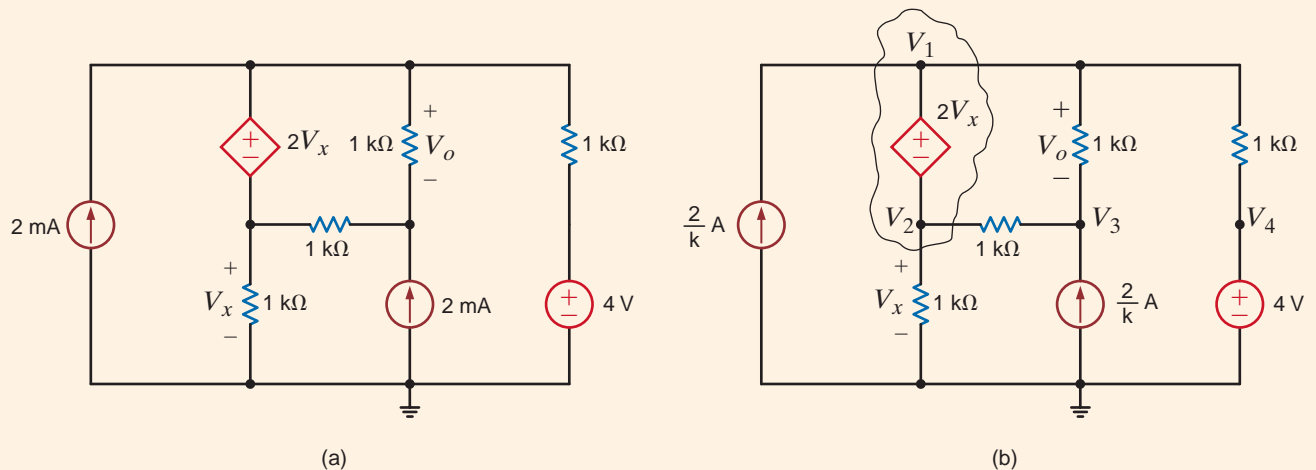 2 mA
+
−
2Vx
1 kΩ
+
Vo
−
1 kΩ
1 kΩ
+
Vx
−
1 kΩ
2 mA
+
−
4 V
(a)
V1
2
k
A
+
−
2Vx
+
Vo
−
1 kΩ
1 kΩ
V2
1 kΩ
V3
V4
+
Vx
−
1 kΩ
2
k
A
+
−
4 V
(b)